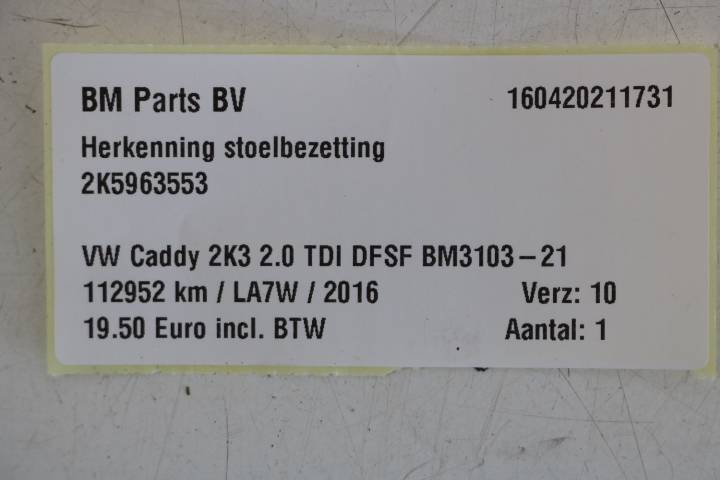 BM Parts BV 160420211731
Herkenning stoelbezetting
2K5963553
VW Caddy 2K3 2.0 TDI DFSF BM3103-21
112952 km / LA7W / 2016 Verz: 10
19.50 Euro incl. BTW Aantal: 1